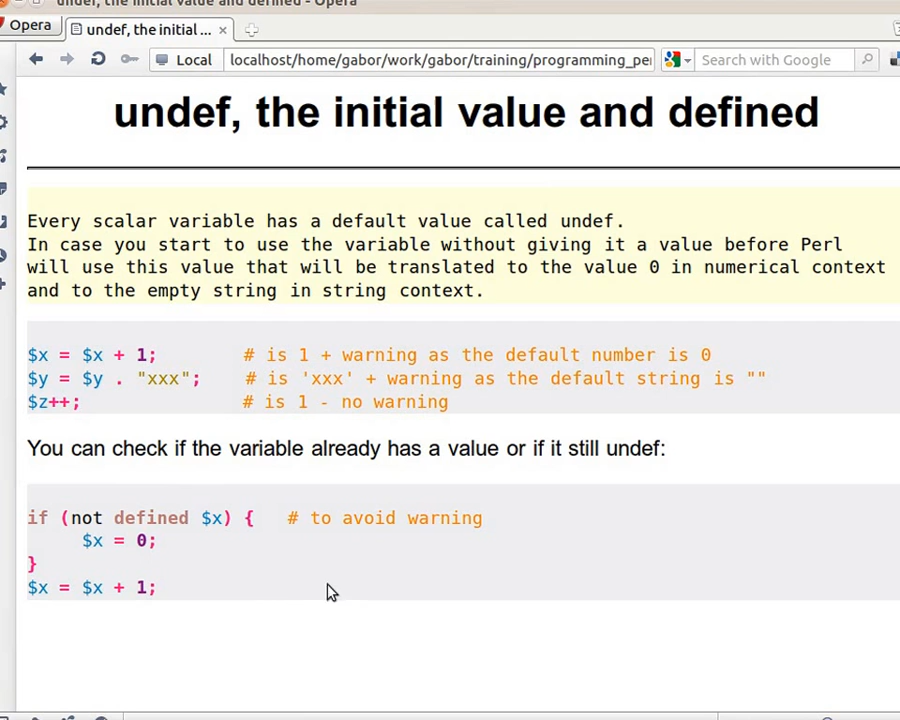 undef, the initial value and defined - Opera
Opera
undef, the initial ...
Local
localhost/home/gabor/work/gabor/training/programming_pe
Search with Google
undef, the initial value and defined
Every scalar variable has a default value called undef.
In case you start to use the variable without giving it a value before Perl
will use this value that will be translated to the value 0 in numerical context
and to the empty string in string context.
$x = $x + 1;        # is 1 + warning as the default number is 0
$y = $y . "xxx";    # is 'xxx' + warning as the default string is ""
$z++;               # is 1 - no warning
You can check if the variable already has a value or if it still undef:
if (not defined $x) {   # to avoid warning
     $x = 0;
}
$x = $x + 1;